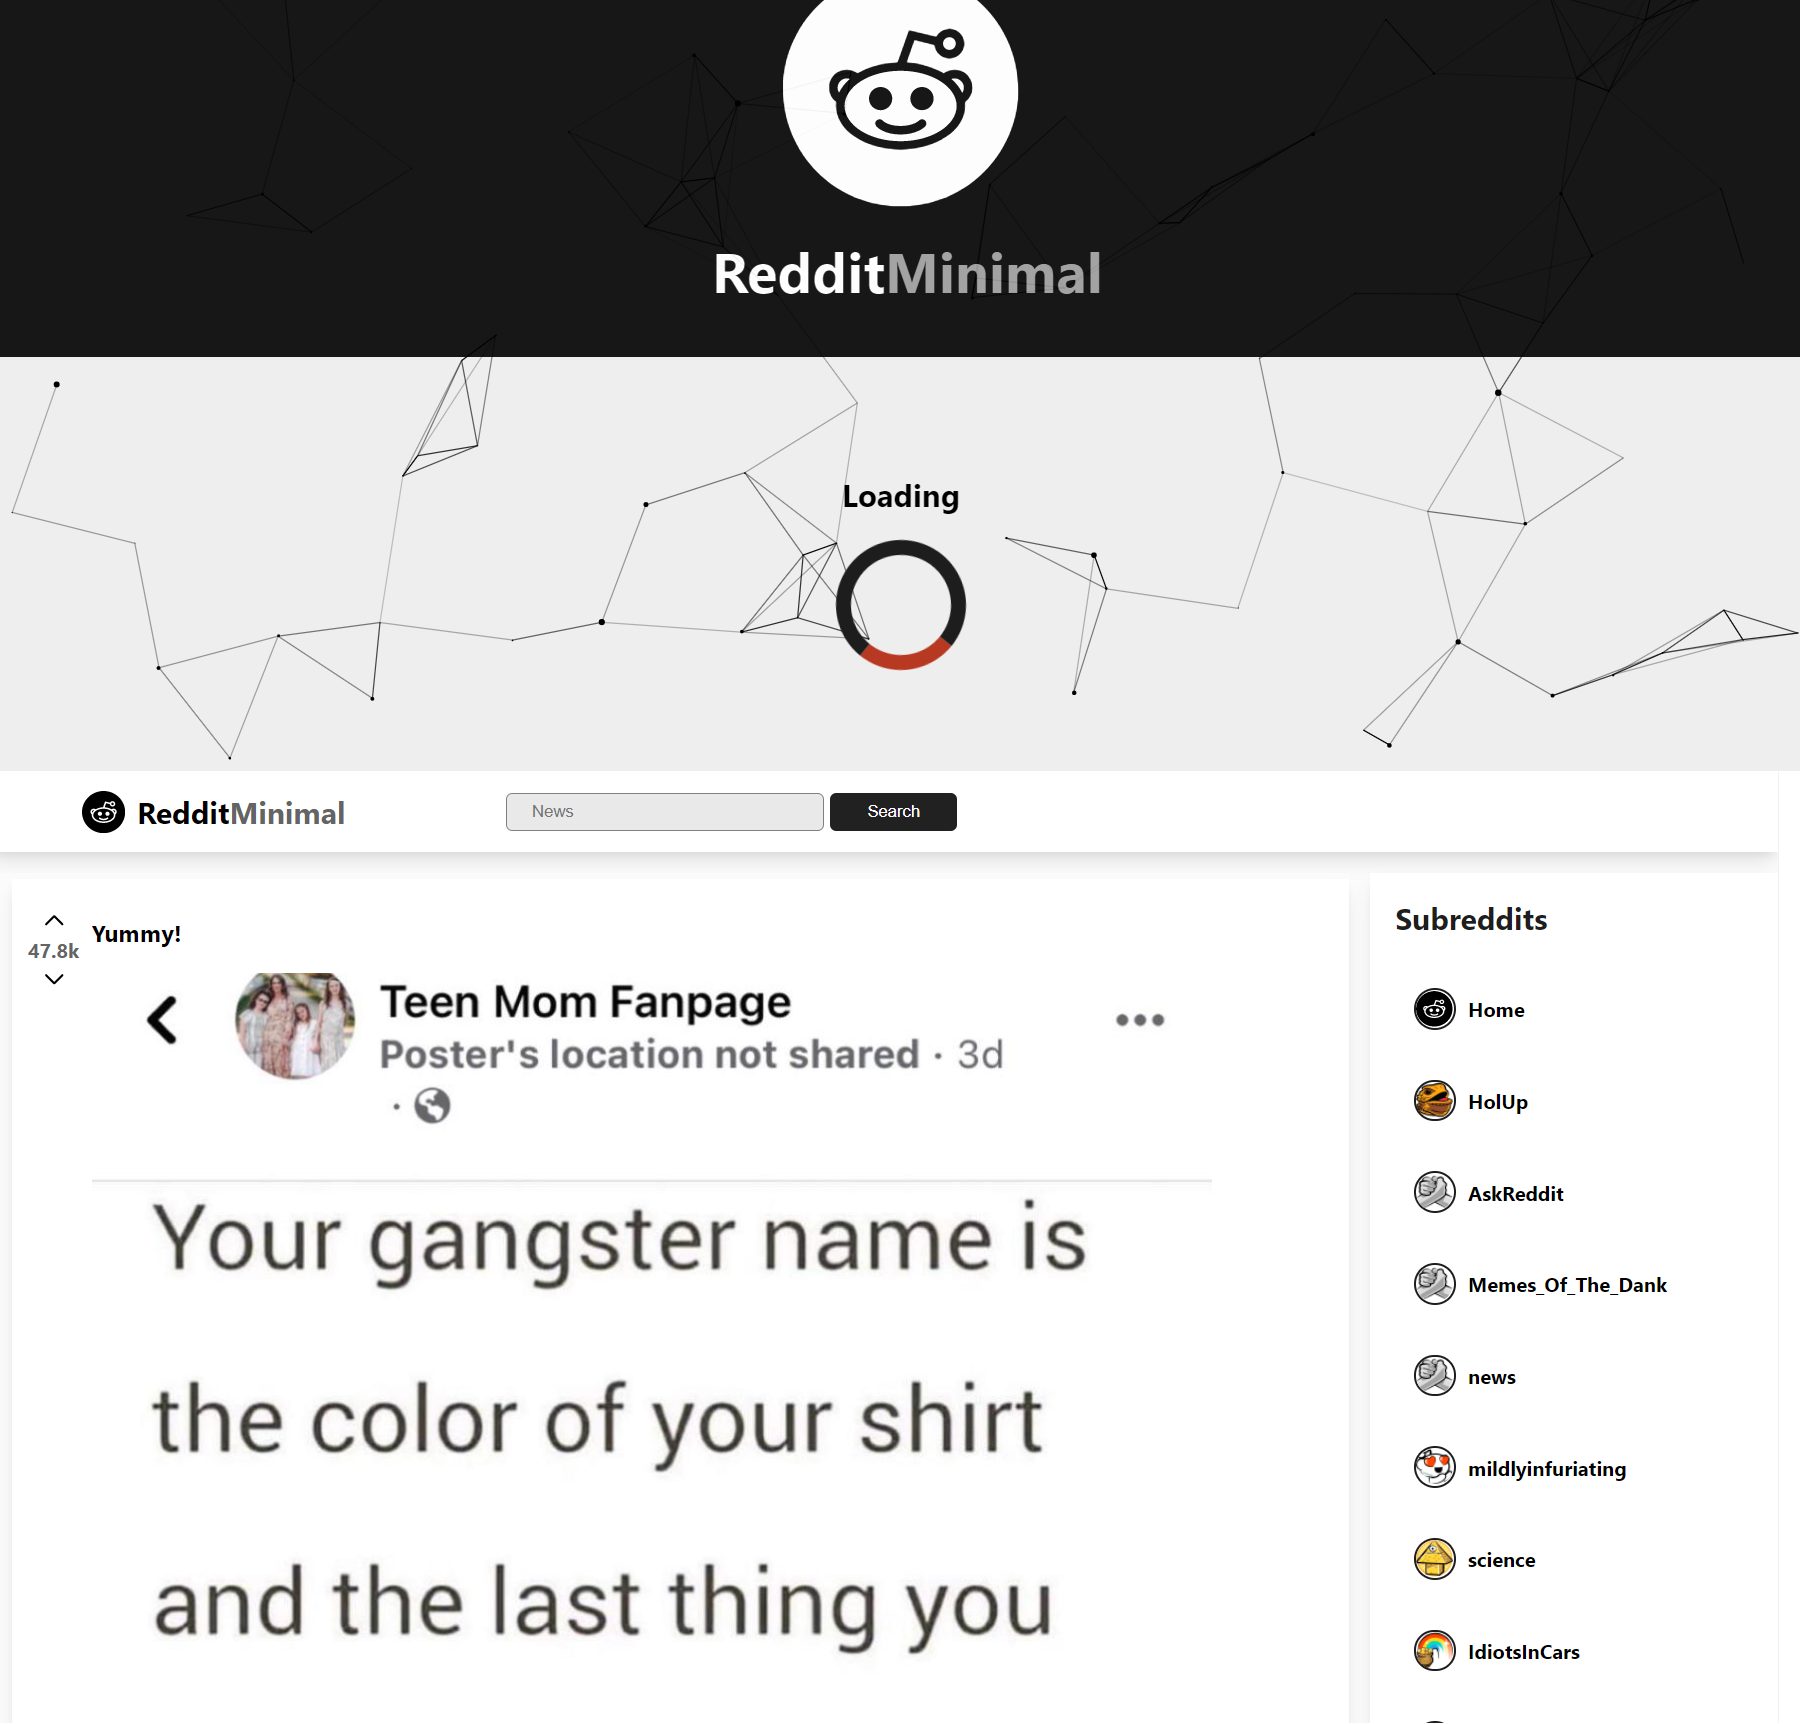 RedditMinimal
Loading
RedditMinimal
News
Search
47.8k
Yummy!
Teen Mom Fanpage
Poster's location not shared · 3d
·
Your gangster name is
the color of your shirt
and the last thing you
Subreddits
Home
HolUp
AskReddit
Memes_Of_The_Dank
news
mildlyinfuriating
science
IdiotsInCars